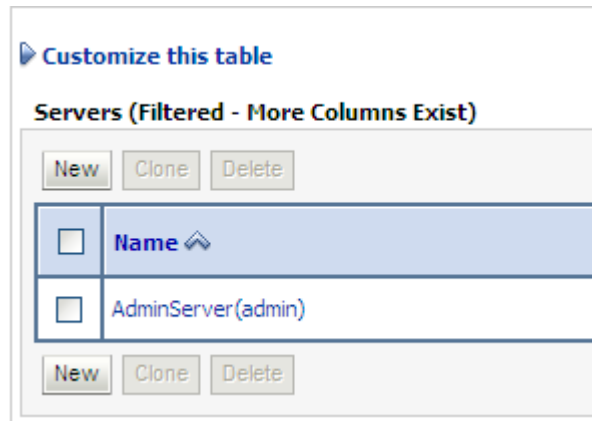 Customize this table
Servers (Filtered - More Columns Exist)
New Clone Delete
Name
AdminServer(admin)
New Clone Delete